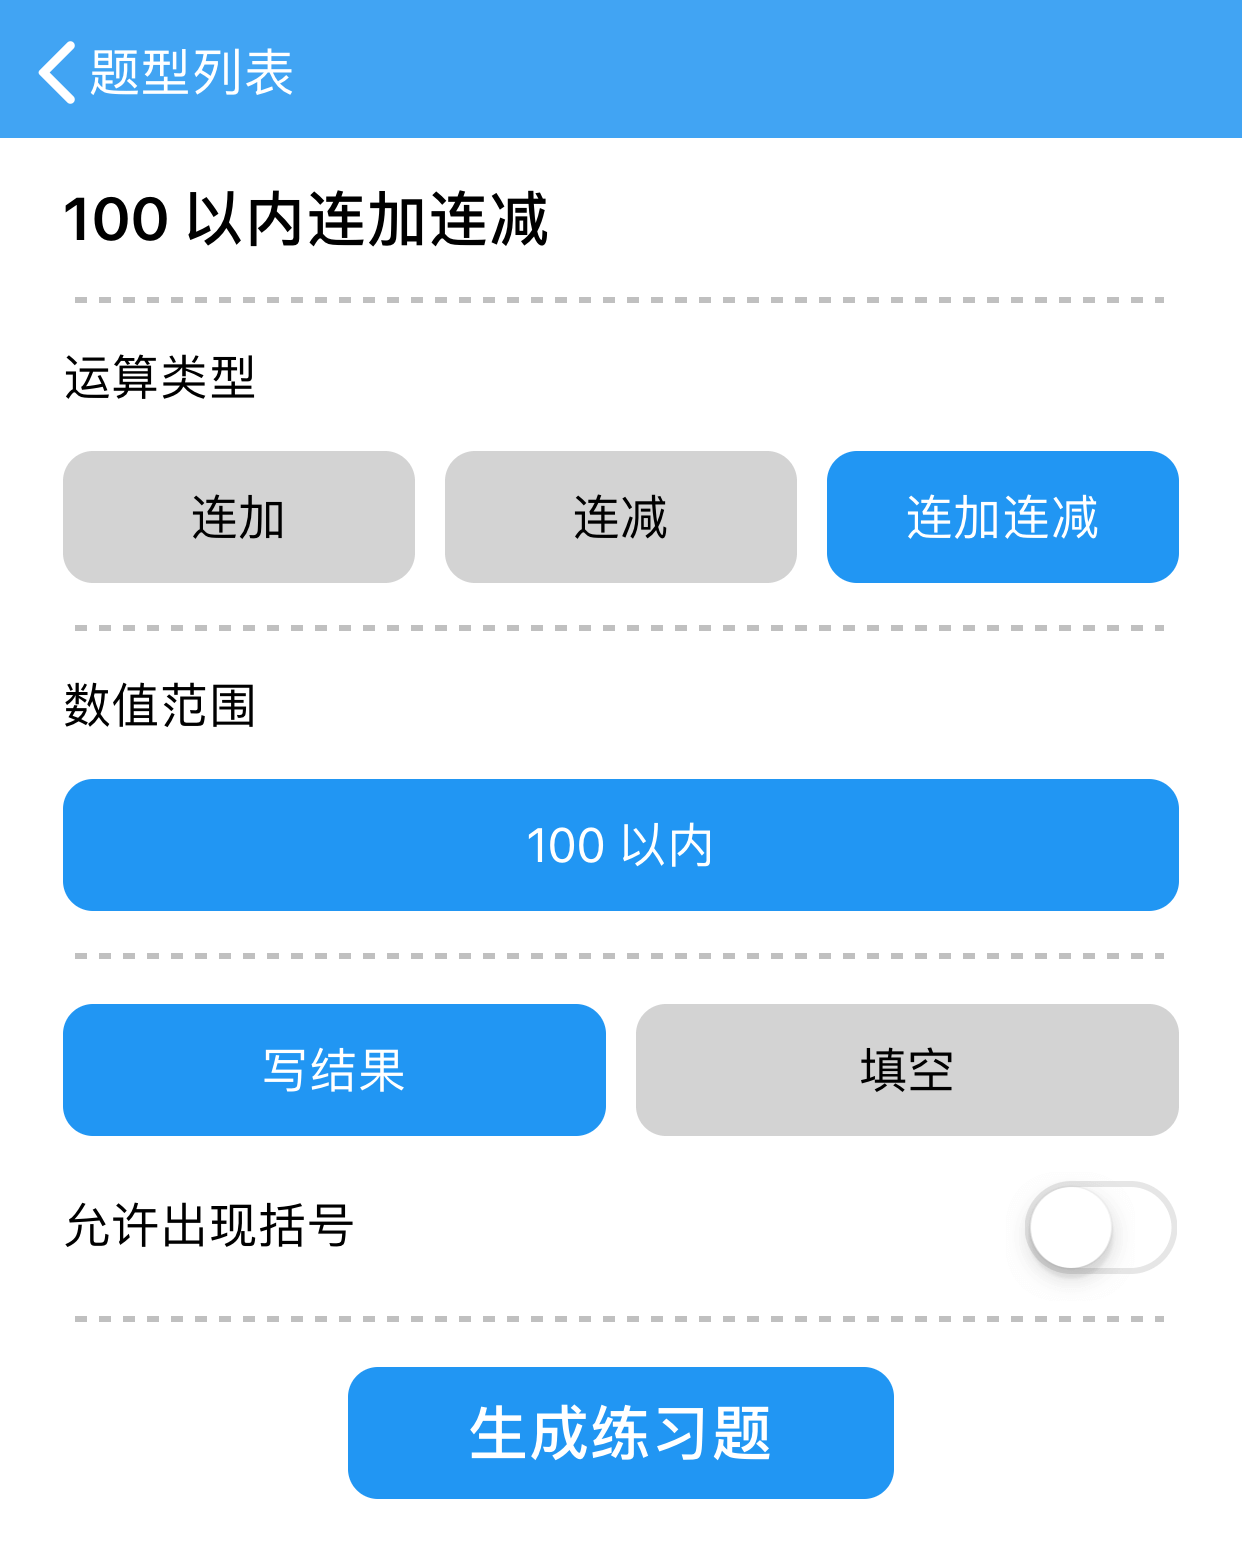 题型列表
100 以内连加连减
运算类型
连加 连减 连加连减
数值范围
100 以内
写结果 填空
允许出现括号
生成练习题